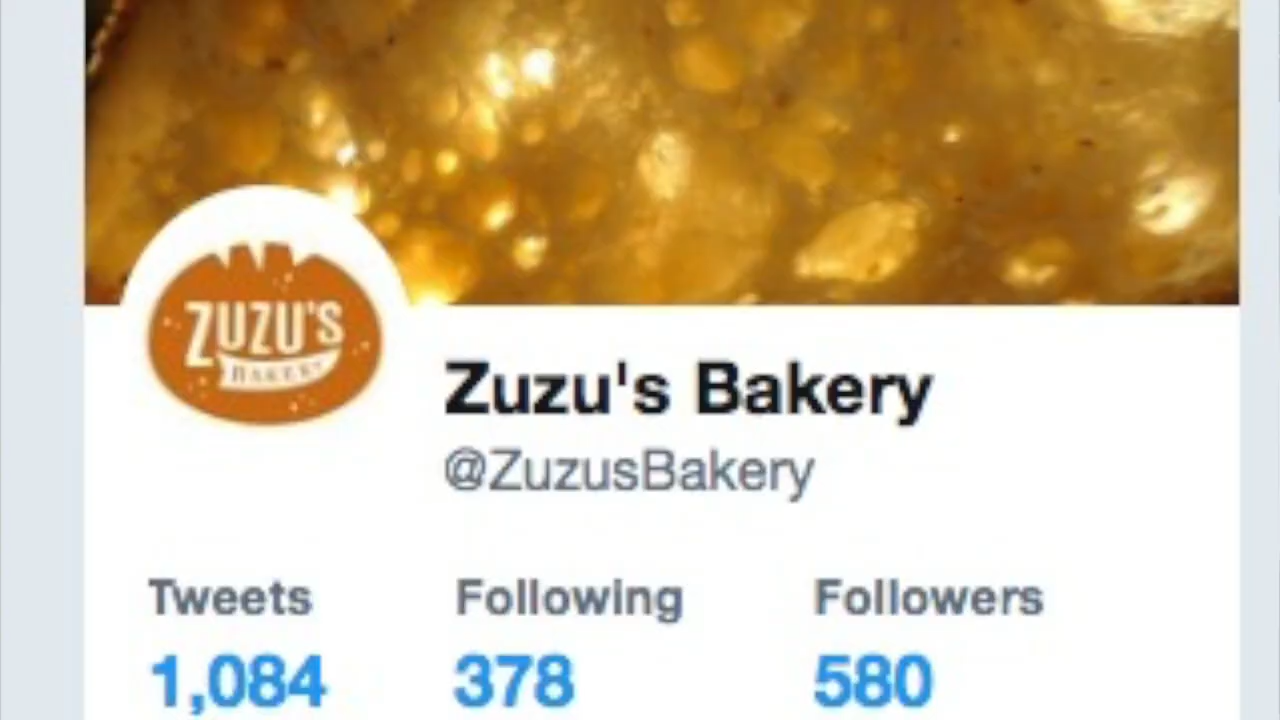 ZUZU'S
BAKERY
Zuzu's Bakery
@ZuzusBakery
Tweets Following Followers
1,084 378 580